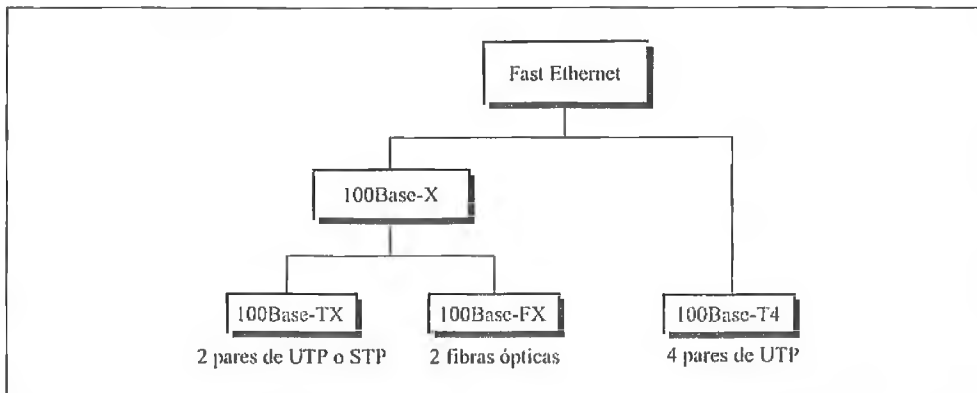 Fast Ethernet
100Base-X
100Base-TX
100Base-FX
100Base-T4
2 pares de UTP o STP
2 fibras ópticas
4 pares de UTP